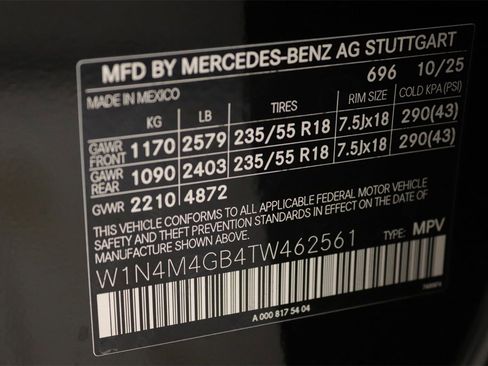 MFD BY MERCEDES-BENZ AG STUTTGART
MADE IN MEXICO 696 10/25
KG LB TIRES RIM SIZE COLD KPA (PSI)
GAWR FRONT 1170 2579 235/55 R18 7.5Jx18 290(43)
GAWR REAR 1090 2403 235/55 R18 7.5Jx18 290(43)
GVWR 2210 4872
THIS VEHICLE CONFORMS TO ALL APPLICABLE FEDERAL MOTOR VEHICLE
SAFETY AND THEFT PREVENTION STANDARDS IN EFFECT ON THE DATE OF
MANUFACTURE SHOWN ABOVE.
W1N4M4GB4TW462561 TYPE: MPV
A 000 817 54 04